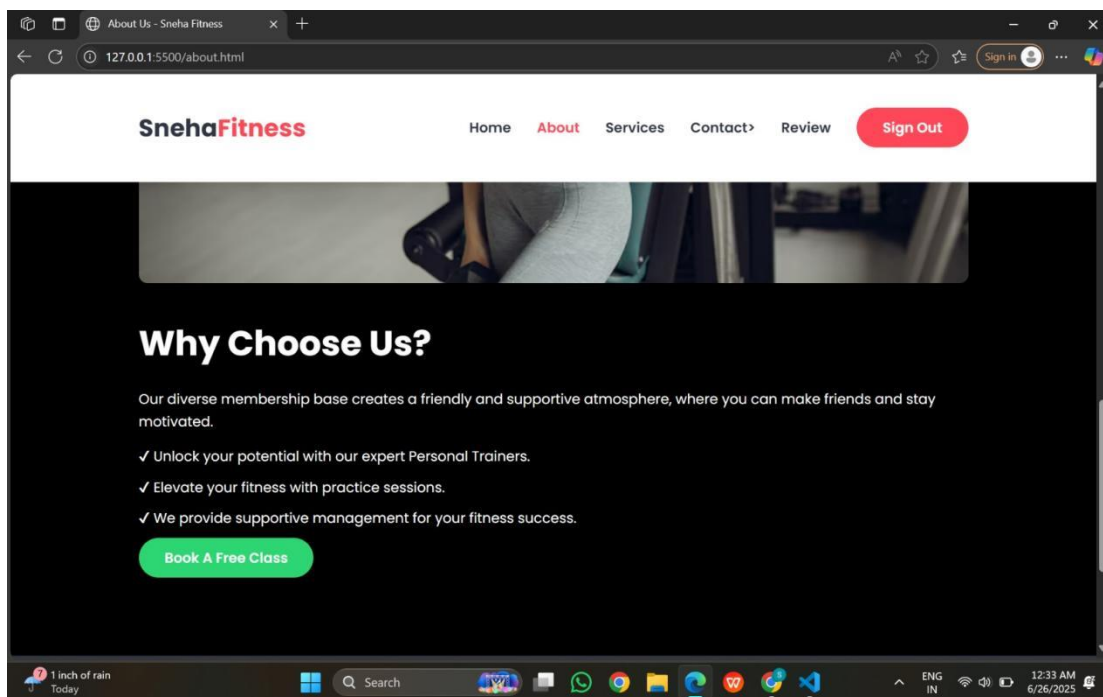 About Us - Sneha Fitness
127.0.0.1:5500/about.html
Sign in
SnehaFitness
Home About Services Contact> Review Sign Out
Why Choose Us?
Our diverse membership base creates a friendly and supportive atmosphere, where you can make friends and stay
motivated.
✓ Unlock your potential with our expert Personal Trainers.
✓ Elevate your fitness with practice sessions.
✓ We provide supportive management for your fitness success.
Book A Free Class
7
1 inch of rain
Today
Search
ENG
IN
12:33 AM
6/26/2025